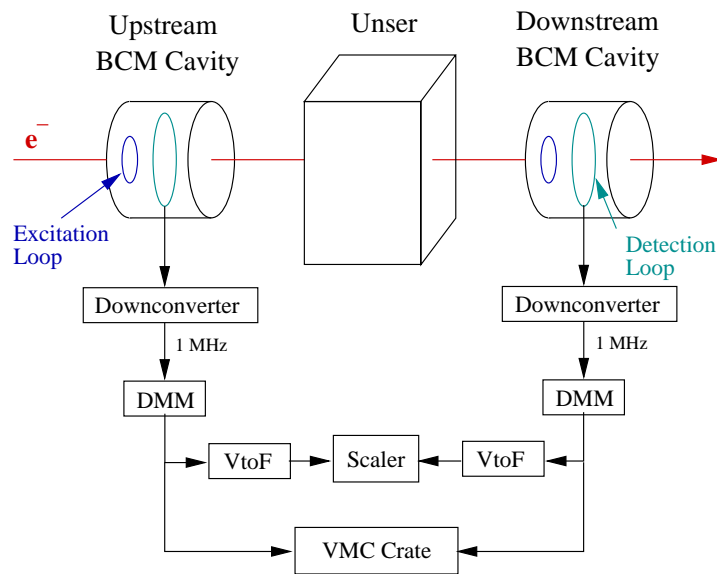 Upstream
BCM Cavity
Unser
Downstream
BCM Cavity
e⁻
Excitation
Loop
Detection
Loop
Downconverter
Downconverter
1 MHz
1 MHz
DMM
DMM
VtoF
Scaler
VtoF
VMC Crate